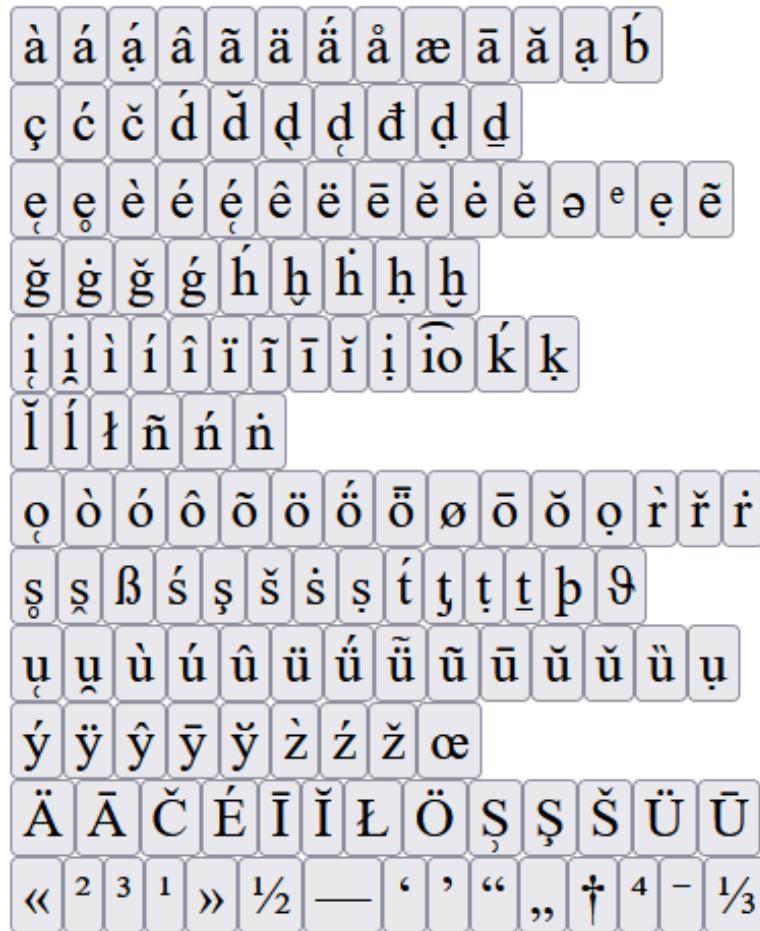 à á ạ́ â ã ä ä́ å æ ā ă ạ b́
ç ć č d́ d̆ d̖ d̜ đ ḍ ḏ
e̜ e̥ è é é̜ ê ë ē ĕ ė ě ə ᵉ ẹ ẽ
ğ ġ ǧ ǵ h́ h̬ ḣ ḥ ḫ
i̜ i̯ ì í î ï ĩ ī ĭ ị i͡o ḱ ḳ
l̆ ĺ ł ñ ń ṅ
o̜ ò ó ô õ ö ö́ ȫ ø ō ŏ ọ r̀ ř ṙ
s̥ s̯ ß ś ş š ṡ ṣ t́ ƫ ṭ ṯ þ ϑ
u̜ u̯ ù ú û ü ǘ ü̃ ũ ū ŭ ǔ ȕ ụ
ý ÿ ŷ ȳ y̆ z̀ ź ž œ
Ä Ā Č É Ī Ĭ Ł Ö S̹ Ş Š Ü Ū
« ² ³ ¹ » ½ — ‘ ’ “ „ † ⁴ ⁻ ⅓